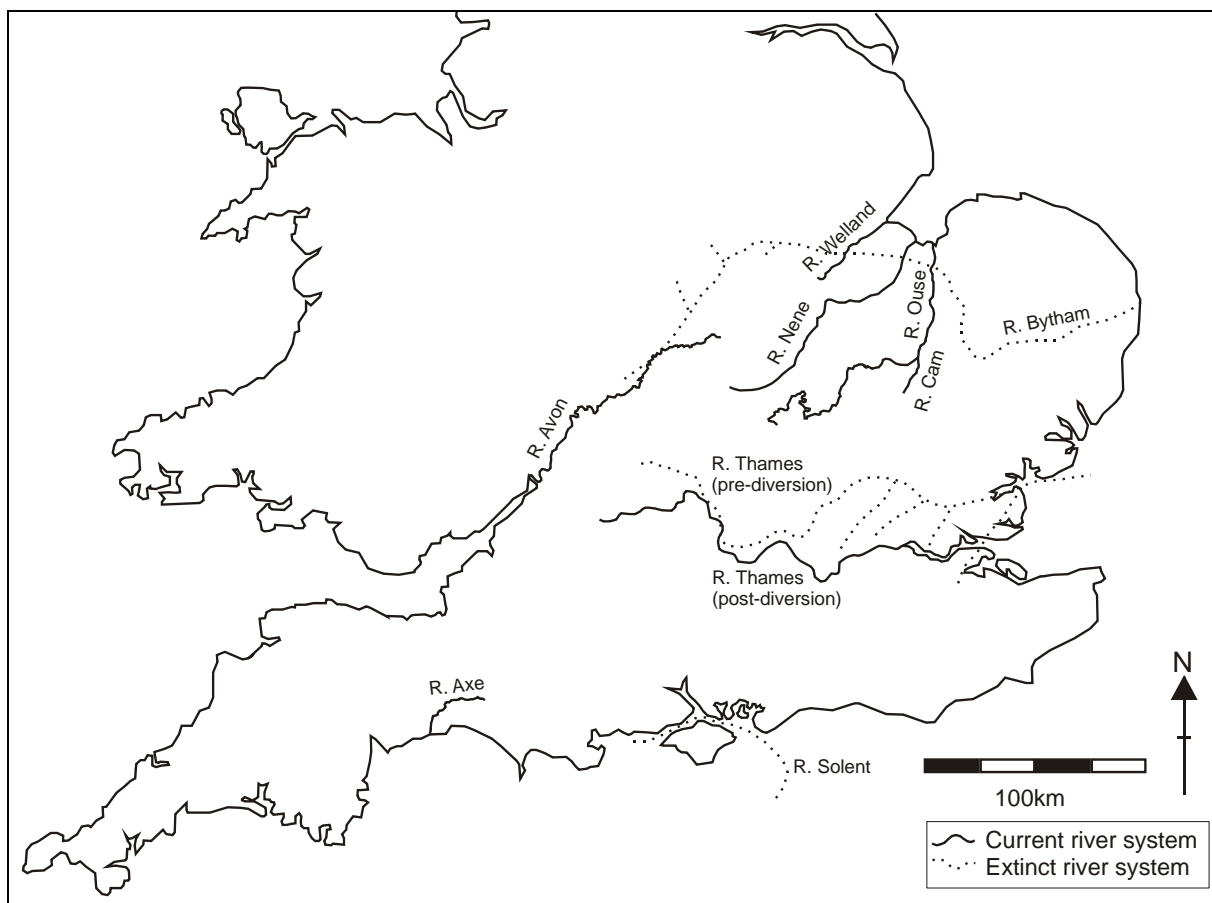 R. Welland
R. Nene
R. Ouse
R. Bytham
R. Cam
R. Avon
R. Thames
(pre-diversion)
R. Thames
(post-diversion)
R. Axe
R. Solent
N
100km
Current river system
Extinct river system